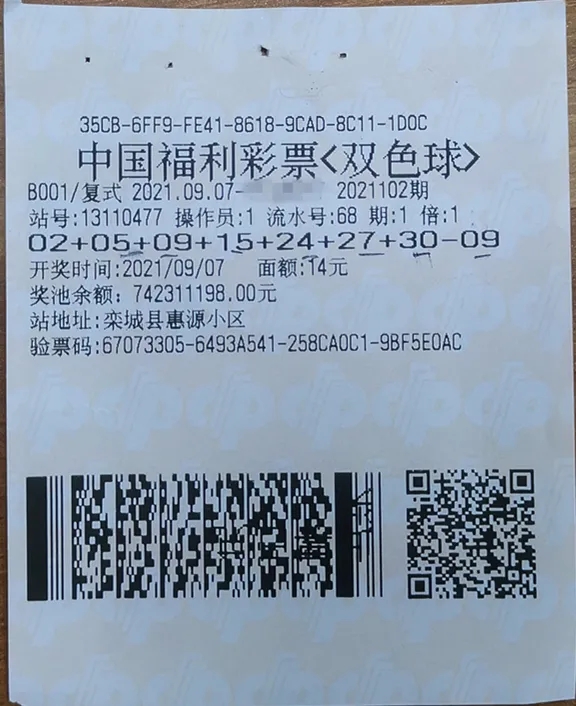 35CB-6FF9-FE41-8618-9CAD-8C11-1D0C
中国福利彩票<双色球>
B001/复式 2021.09.07- 2021102期
站号:13110477 操作员:1 流水号:68 期:1 倍:1
02+05+09+15+24+27+30-09
开奖时间:2021/09/07 面额:14元
奖池余额: 742311198.00元
站地址:栾城县惠源小区
验票码:67073305-6493A541-258CA0C1-9BF5E0AC